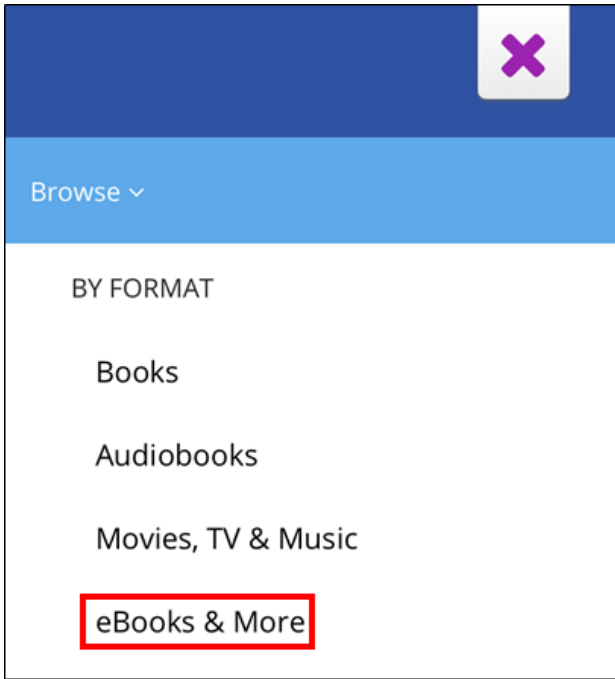 Browse
BY FORMAT
Books
Audiobooks
Movies, TV & Music
eBooks & More